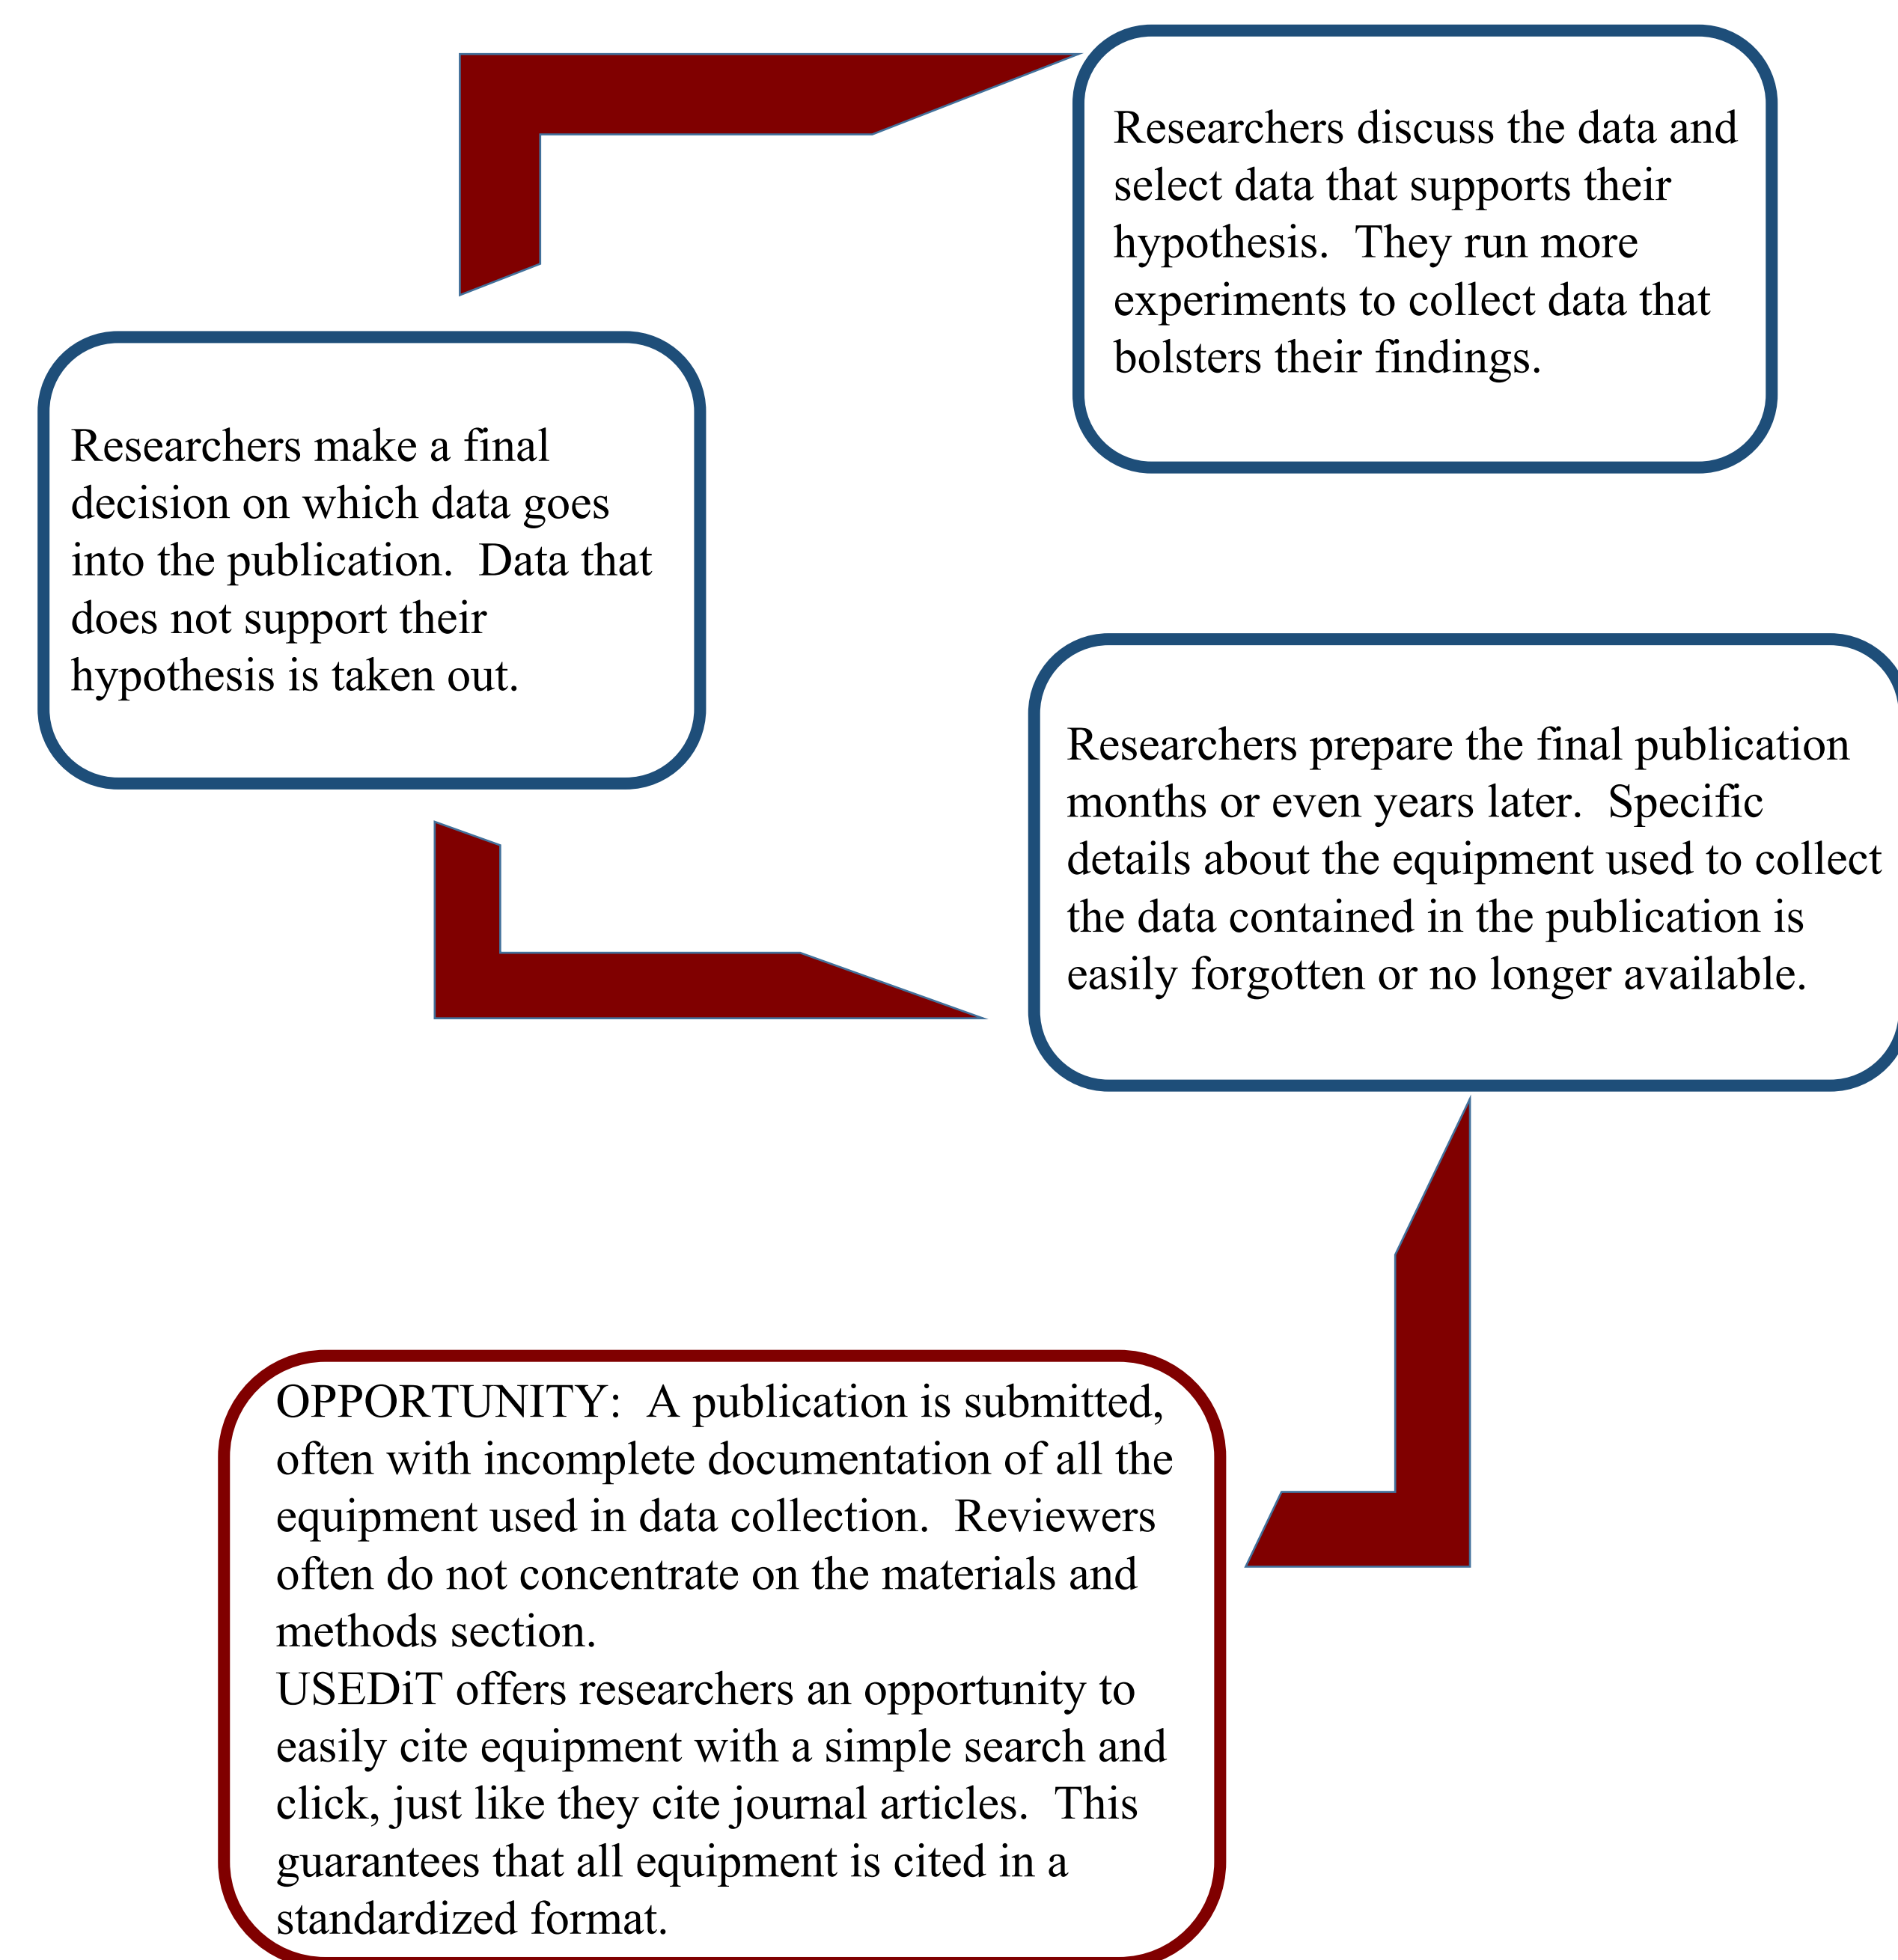 Researchers discuss the data and
select data that supports their
hypothesis.  They run more
experiments to collect data that
bolsters their findings.
Researchers make a final
decision on which data goes
into the publication.  Data that
does not support their
hypothesis is taken out.
Researchers prepare the final publication
months or even years later.  Specific
details about the equipment used to collect
the data contained in the publication is
easily forgotten or no longer available.
OPPORTUNITY:  A publication is submitted,
often with incomplete documentation of all the
equipment used in data collection.  Reviewers
often do not concentrate on the materials and
methods section.
USEDiT offers researchers an opportunity to
easily cite equipment with a simple search and
click, just like they cite journal articles.  This
guarantees that all equipment is cited in a
standardized format.